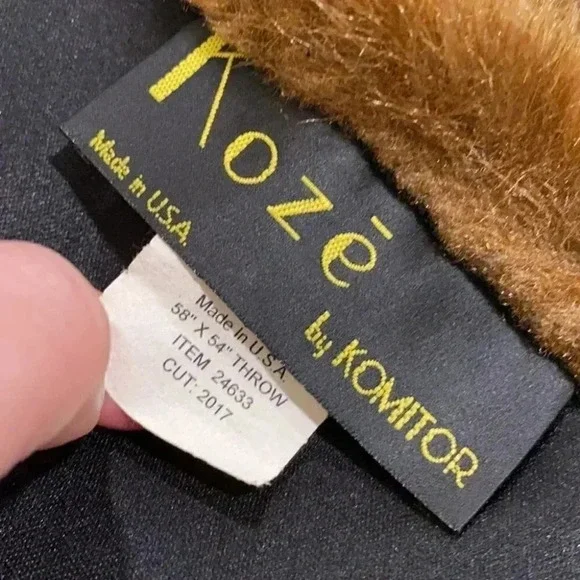 Kozē
by KOMITOR
Made in U.S.A.
Made In U.S.A.
58" X 54" THROW
ITEM 24633
CUT: 2017